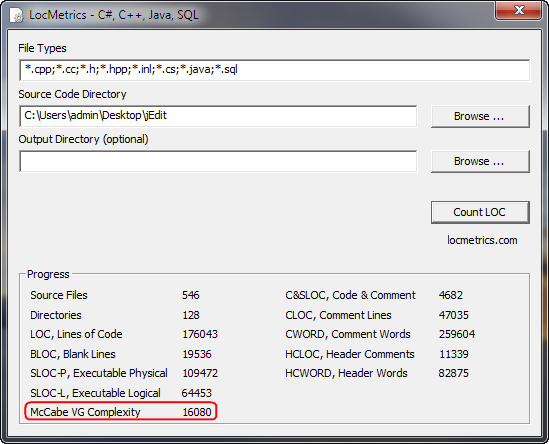 LocMetrics - C#, C++, Java, SQL
File Types
*.cpp;*.cc;*.h;*.hpp;*.inl;*.cs;*.java;*.sql
Source Code Directory
C:\Users\admin\Desktop\jEdit
Browse ...
Output Directory (optional)
Browse ...
Count LOC
locmetrics.com
Progress
Source Files 546 C&SLOC, Code & Comment 4682
Directories 128 CLOC, Comment Lines 47035
LOC, Lines of Code 176043 CWORD, Comment Words 259604
BLOC, Blank Lines 19536 HCLOC, Header Comments 11339
SLOC-P, Executable Physical 109472 HCWORD, Header Words 82875
SLOC-L, Executable Logical 64453
McCabe VG Complexity 16080